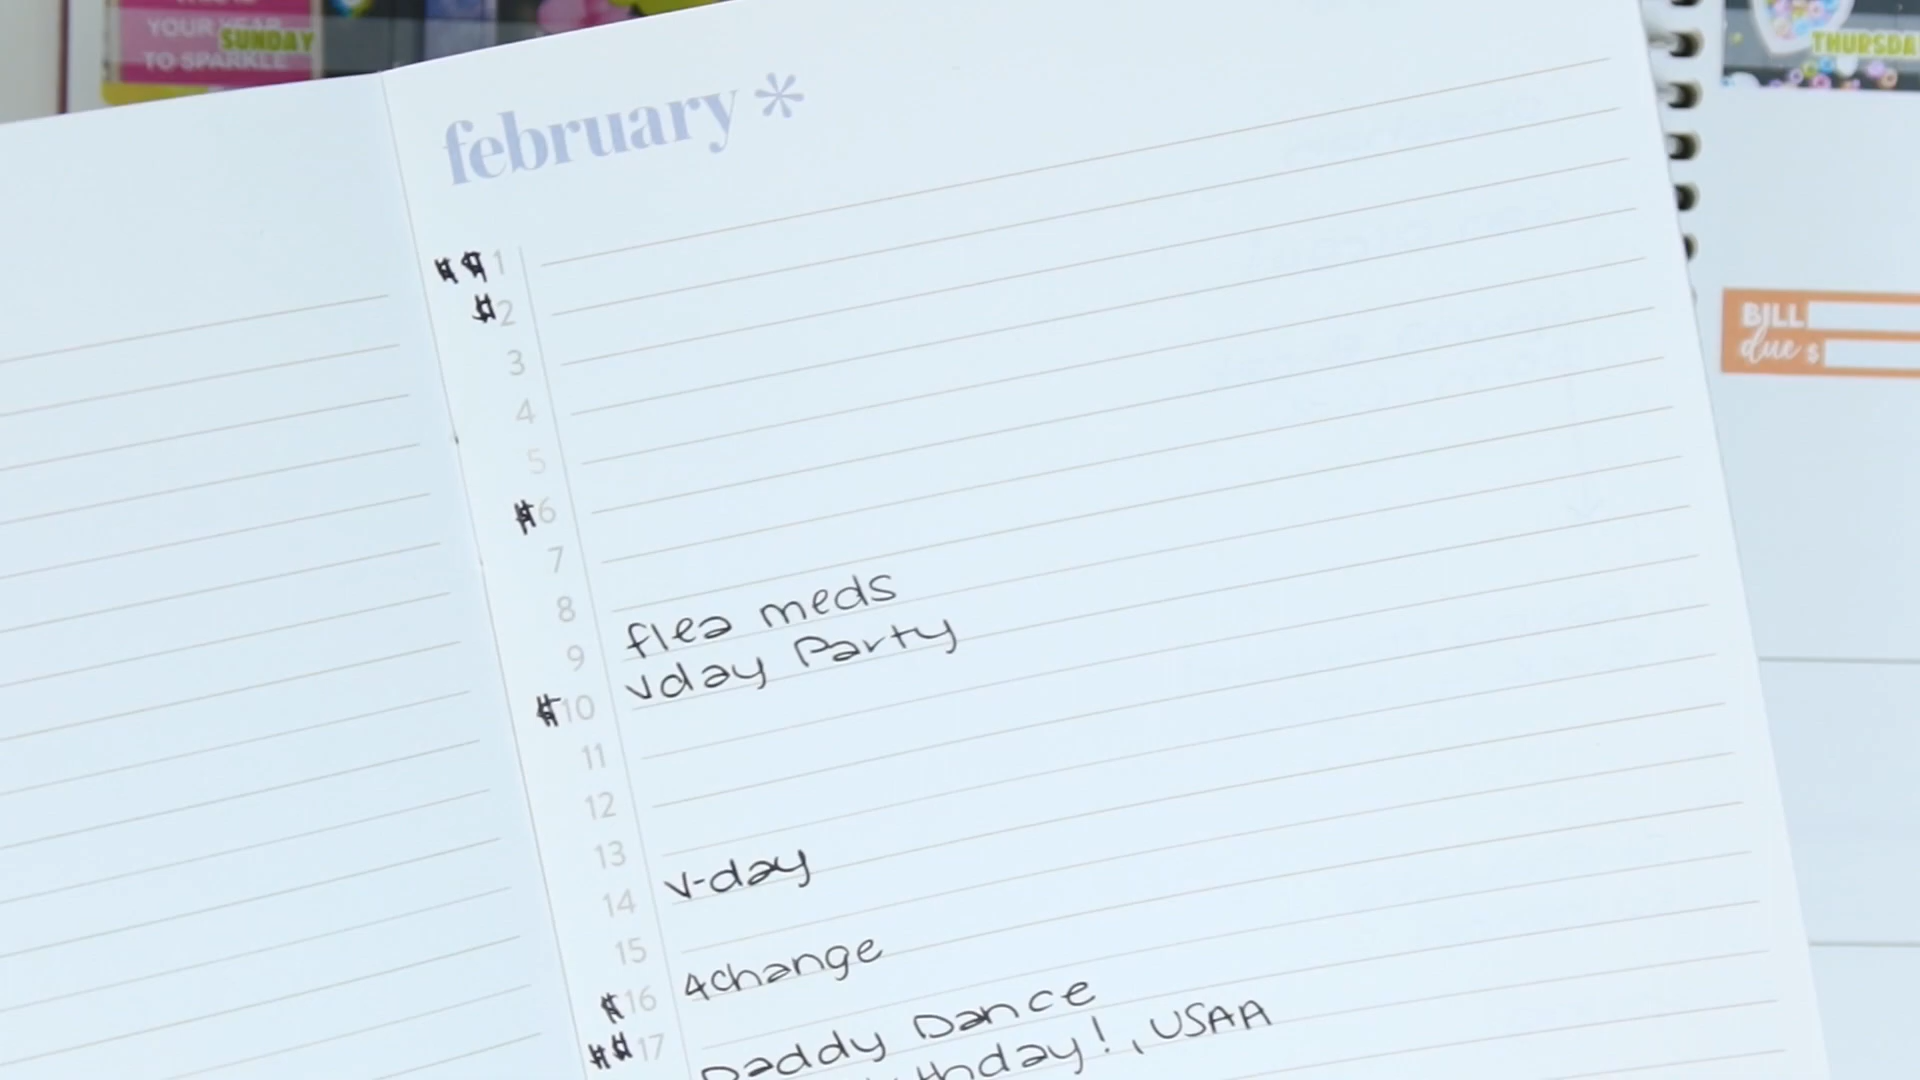 YOUR YEAR
TO SPARKLE
SUNDAY
THURSDA
february *
$ $ 1
$ 2
3
4
5
$ 6
7
8
9 flea meds
$ 10 vday Party
11
12
13
14 v-day
15
$ 16 4change
$ $ 17
Daddy Dance
thday!, USAA
BILL
due $